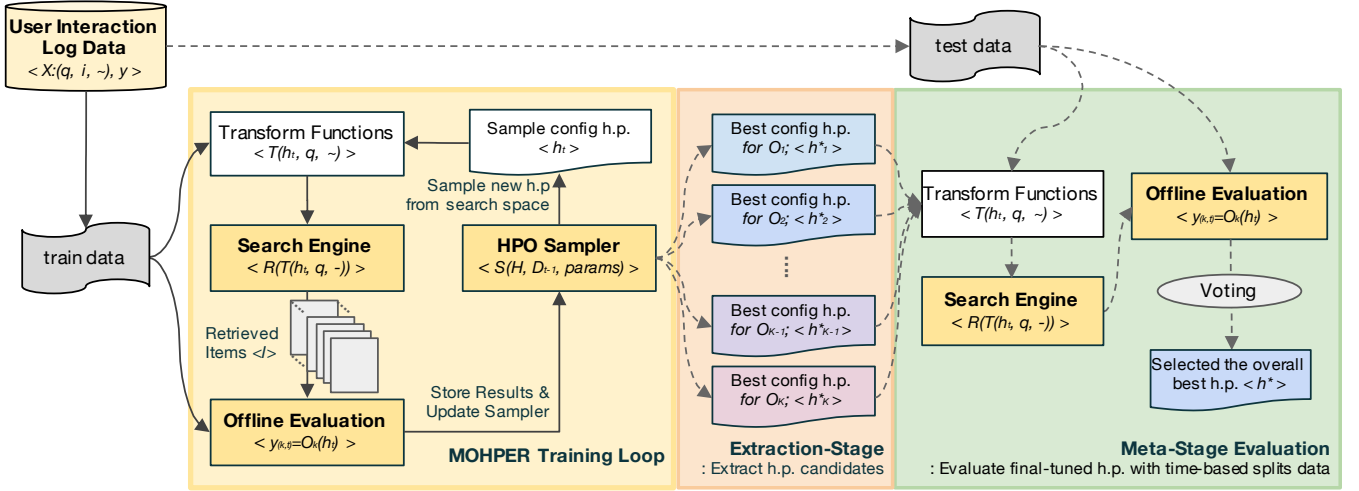 User Interaction
Log Data
< X:(q, i, ~), y >
test data
train data
Transform Functions
< T(hₜ, q, ~) >
Sample config h.p.
< hₜ >
Sample new h.p
from search space
Search Engine
< R(T(hₜ, q, -)) >
HPO Sampler
< S(H, Dₜ₋₁, params) >
Retrieved
Items <I>
Store Results &
Update Sampler
Offline Evaluation
< y₍ₖ,ₜ₎=Oₖ(hₜ) >
MOHPER Training Loop
Best config h.p.
for O₁; < h*₁ >
Best config h.p.
for O₂; < h*₂ >
Best config h.p.
for O_K-1; < h*_K-1 >
Best config h.p.
for O_K; < h*_K >
Extraction-Stage
: Extract h.p. candidates
Transform Functions
< T(hₜ, q, ~) >
Search Engine
< R(T(hₜ, q, -)) >
Offline Evaluation
< y₍ₖ,ₜ₎=Oₖ(hₜ) >
Voting
Selected the overall
best h.p. < h* >
Meta-Stage Evaluation
: Evaluate final-tuned h.p. with time-based splits data